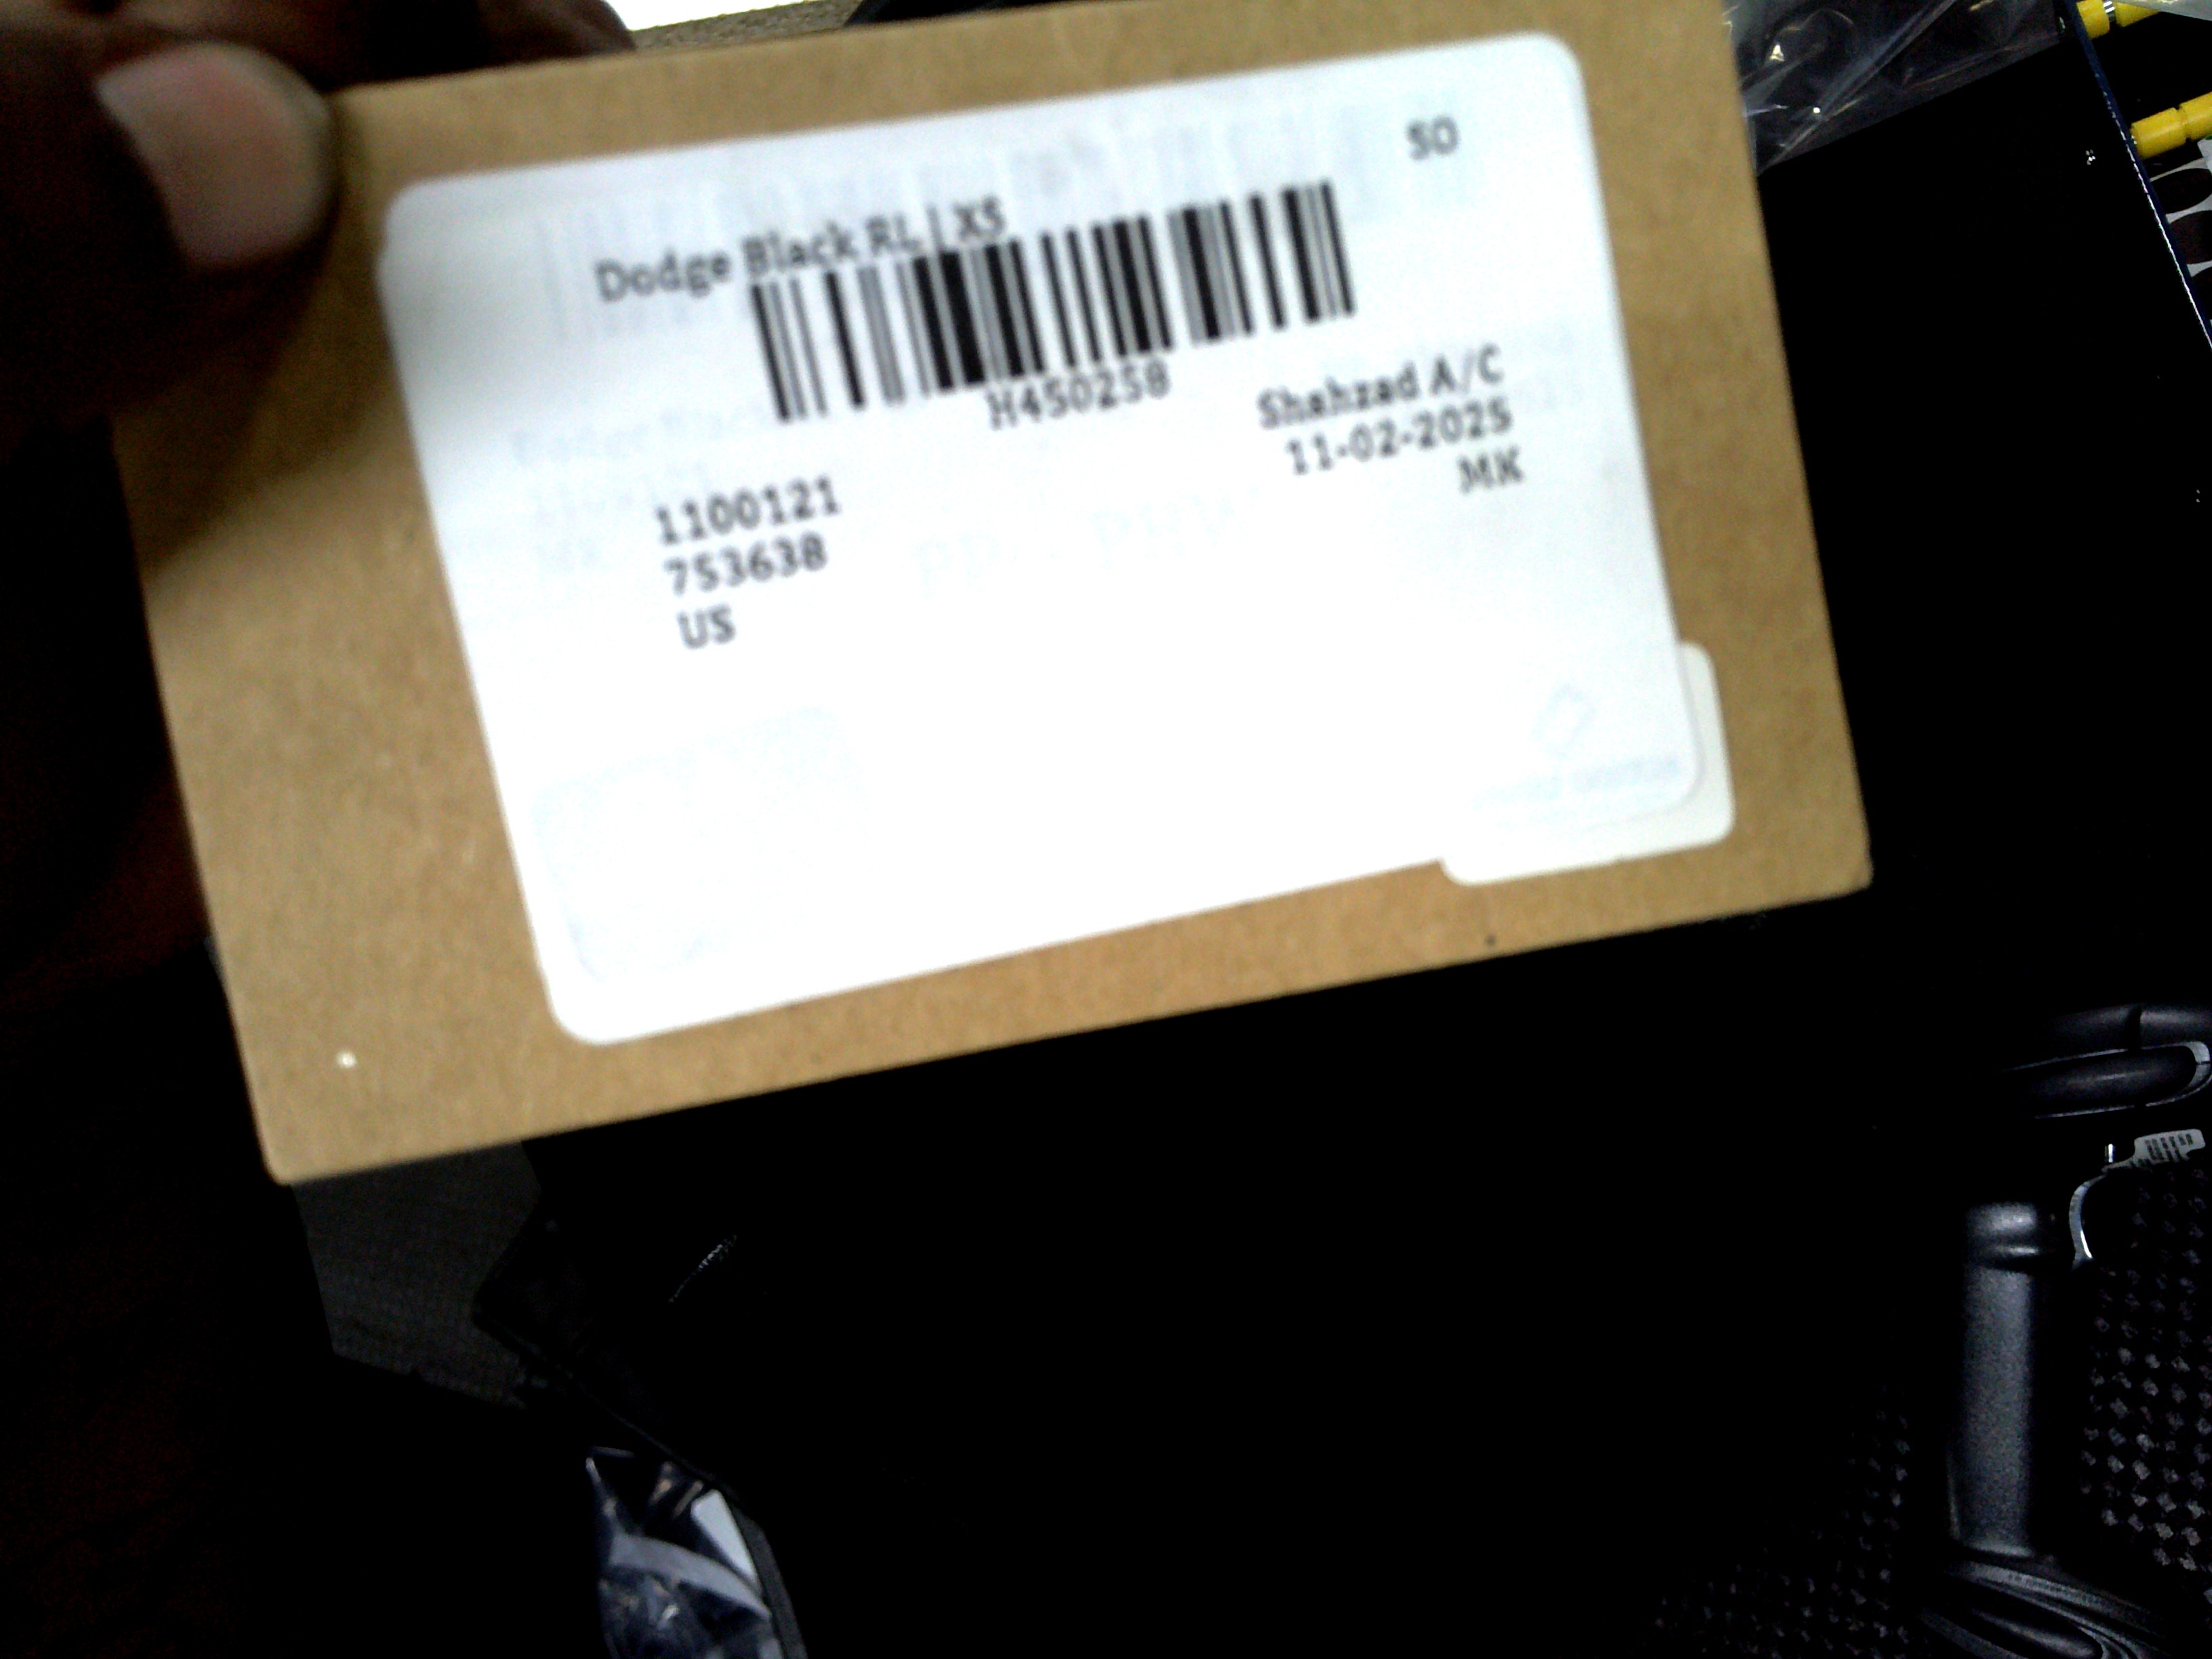 SO
Dodge Black RL | XS
H450258
Shahzad A/C
11-02-2025
MK
1100121
753638
US